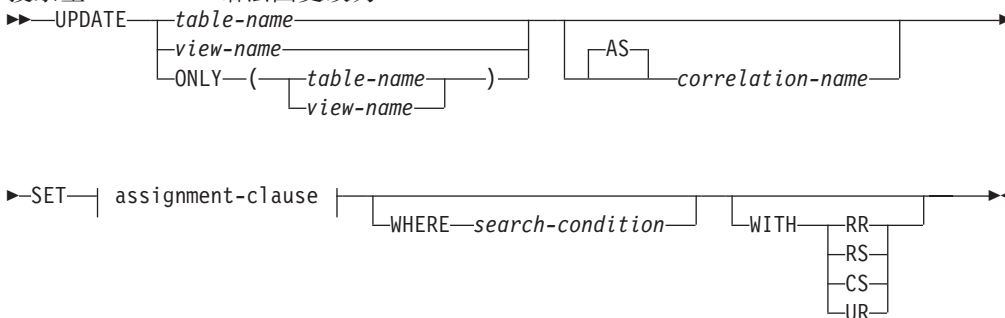 UPDATE table-name AS correlation-name
view-name
ONLY ( table-name )
view-name
SET assignment-clause WHERE search-condition WITH RR
RS
CS
UR